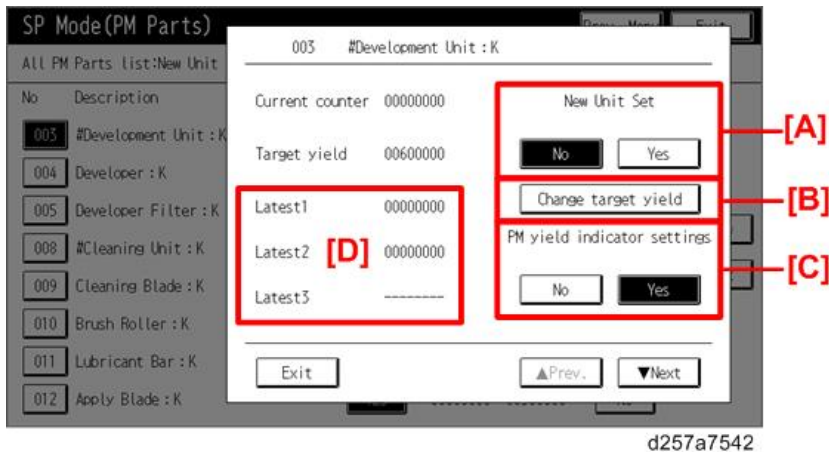 SP Mode(PM Parts)
Prev. Menu Exit
003 #Development Unit : K
All PM Parts list:New Unit
No Description
Current counter 00000000
New Unit Set
003 #Development Unit : K
Target yield 00600000
No Yes
[A]
004 Developer : K
Change target yield
[B]
005 Developer Filter : K
Latest1 00000000
PM yield indicator settings
008 #Cleaning Unit : K
Latest2 [D] 00000000
[C]
009 Cleaning Blade : K
Latest3 --------
No Yes
010 Brush Roller : K
011 Lubricant Bar : K
Exit ▲Prev. ▼Next
012 Apply Blade : K
d257a7542